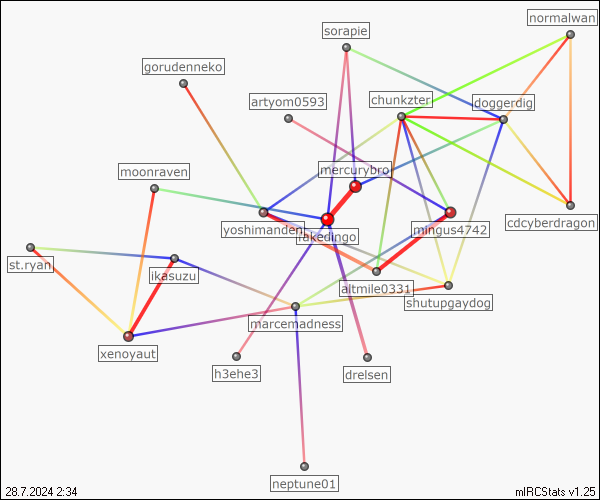 normalwan
sorapie
gorudenneko
artyom0593
chunkzter
doggerdig
moonraven
mercurybro
yoshimanden
rakedingo
mingus4742
cdcyberdragon
st.ryan
ikasuzu
altmile0331
shutupgaydog
marcemadness
xenoyaut
h3ehe3
drelsen
neptune01
28.7.2024 2:34
mIRCStats v1.25